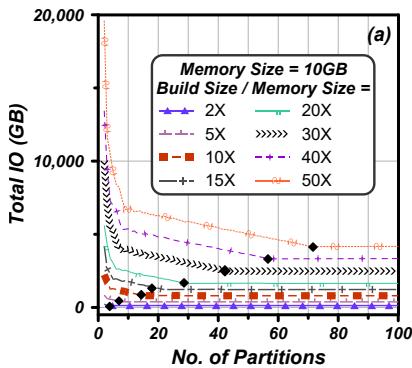 20,000
(a)
Memory Size = 10GB
Build Size / Memory Size =
2X 20X
5X 30X
10X 40X
15X 50X
10,000
Total IO (GB)
0
0 20 40 60 80 100
No. of Partitions